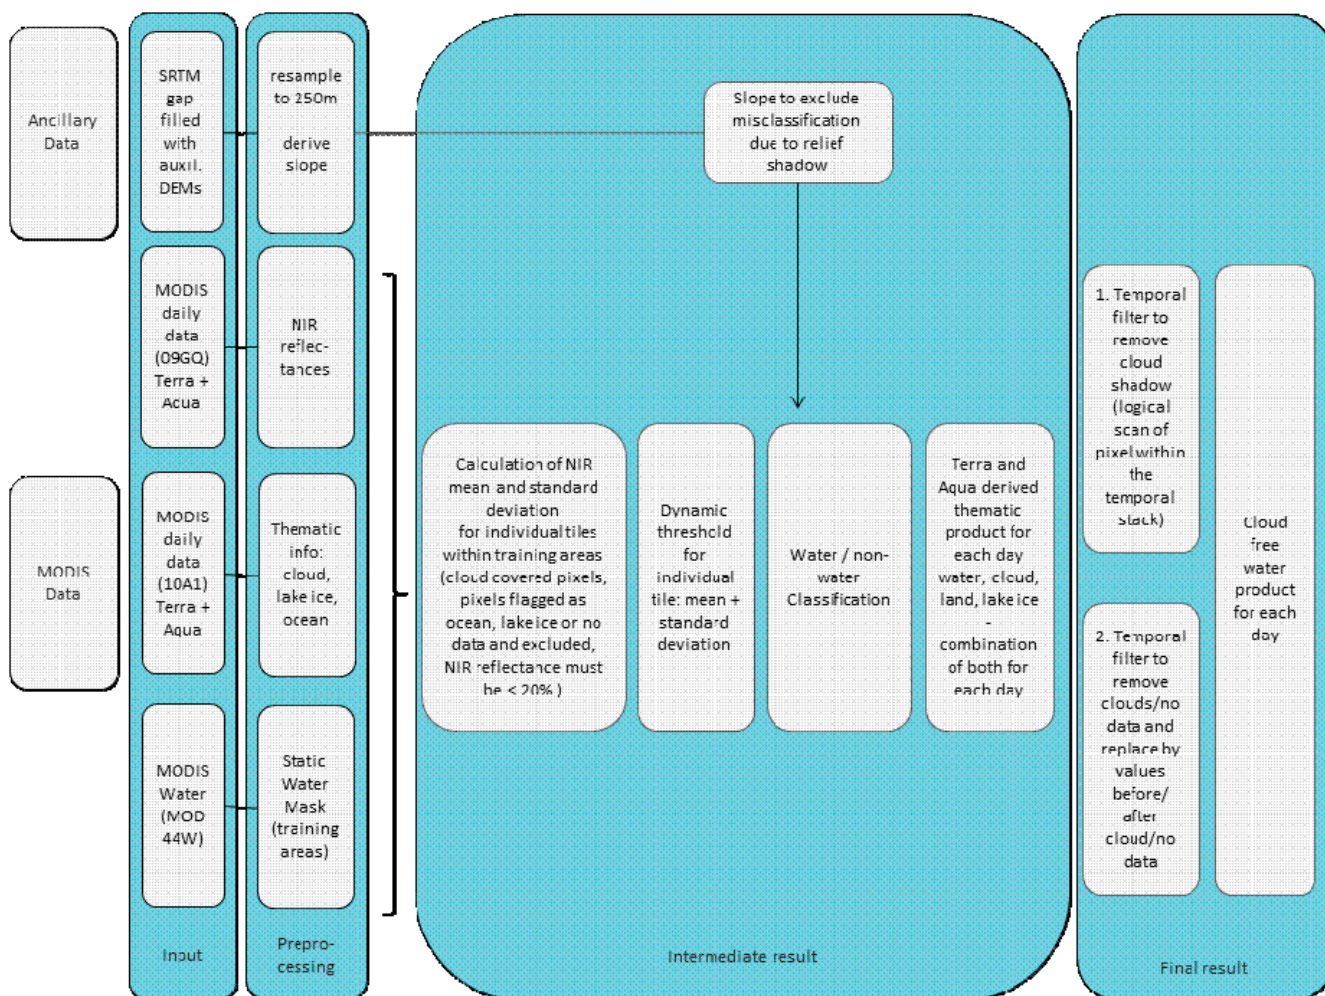 Ancillary
Data
MODIS
Data
SRTM
gap
filled
with
auxil.
DEMs
MODIS
daily
data
(09GQ)
Terra +
Aqua
MODIS
daily
data
(10A1)
Terra +
Aqua
MODIS
Water
(MOD
44W)
Input
resample
to 250m
derive
slope
NIR
reflec-
tances
Thematic
info:
cloud,
lake ice,
ocean
Static
Water
Mask
(training
areas)
Prepro-
cessing
Slope to exclude
misclassification
due to relief
shadow
Calculation of NIR
mean and standard
deviation
for individual tiles
within training areas
(cloud covered pixels,
pixels flagged as
ocean, lake ice or no
data and excluded,
NIR reflectance must
be < 20% )
Dynamic
threshold
for
individual
tile: mean +
standard
deviation
Water / non-
water
Classification
Terra and
Aqua derived
thematic
product for
each day
water, cloud,
land, lake ice
-
combination
of both for
each day
Intermediate result
1. Temporal
filter to
remove
cloud
shadow
(logical
scan of
pixel within
the
temporal
stack)
2. Temporal
filter to
remove
clouds/no
data and
replace by
values
before/
after
cloud/no
data
Cloud
free
water
product
for each
day
Final result